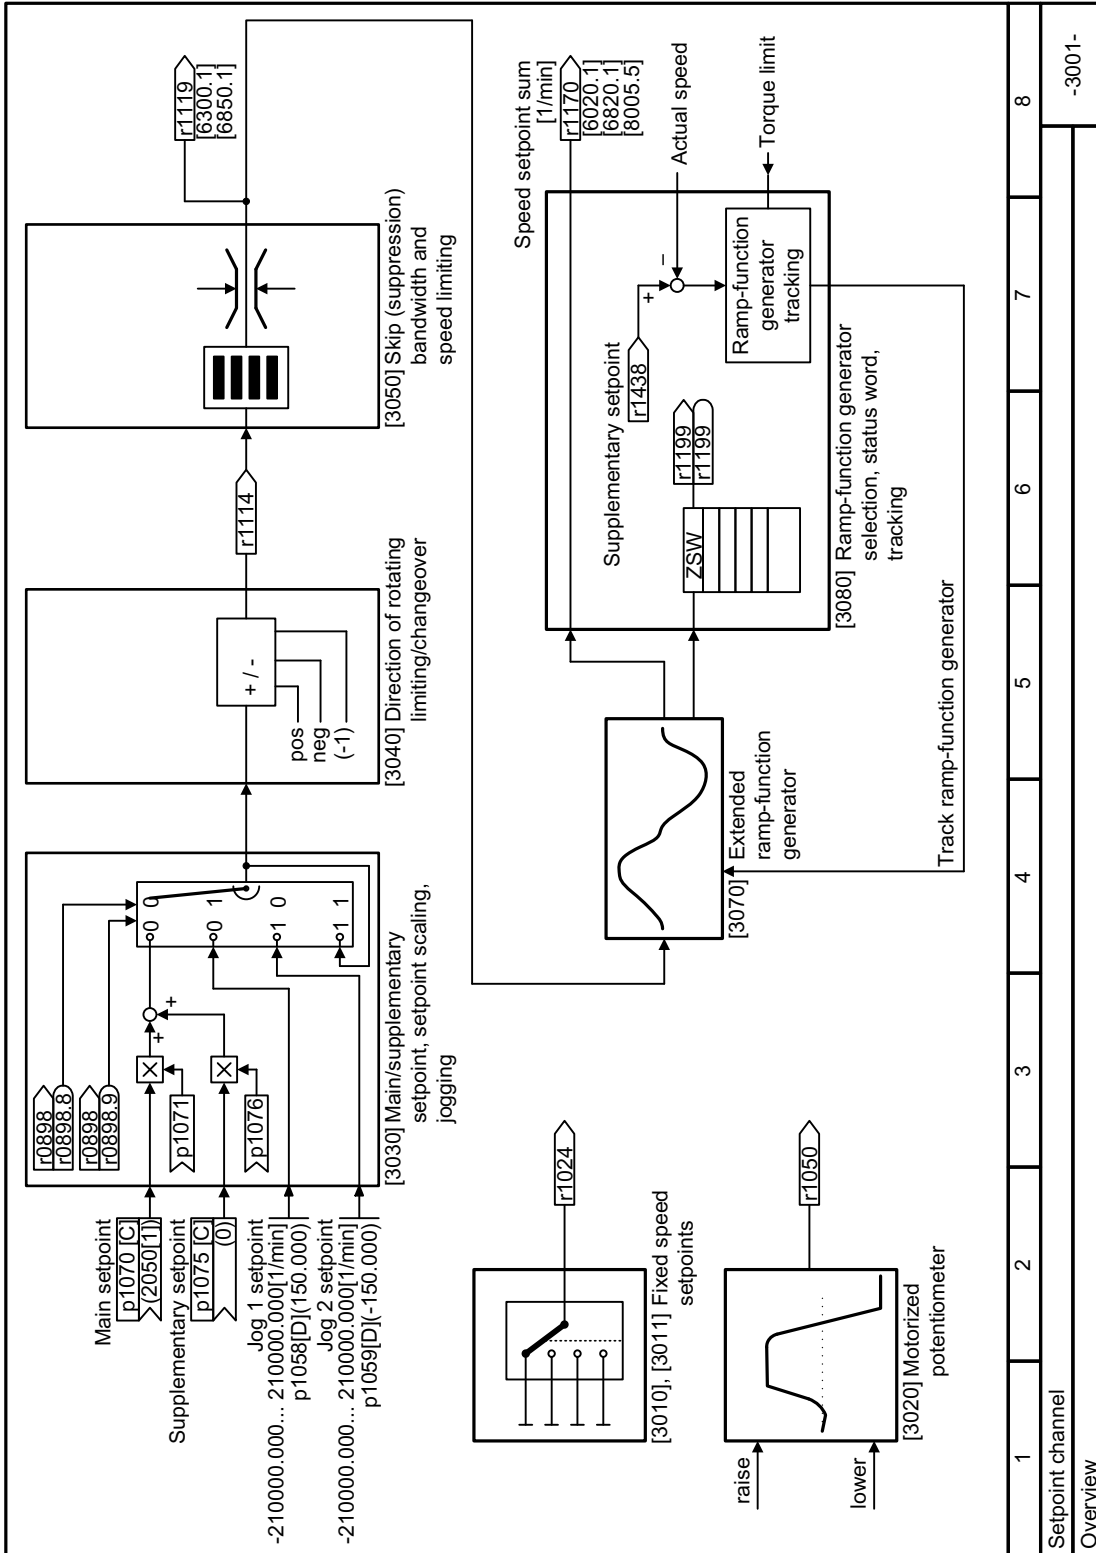 Main setpoint
p1070 [C]
(2050[1])
Supplementary setpoint
p1075 [C]
(0)
Jog 1 setpoint
-210000.000... 210000.000[1/min]
p1058[D](150.000)
Jog 2 setpoint
-210000.000... 210000.000[1/min]
p1059[D](-150.000)
r0898
r0898.8
r0898
r0898.9
p1071
p1076
+
+
X
X
0 0
0 1
1 0
1 1
[3030] Main/supplementary
setpoint, setpoint scaling,
jogging
+ / -
pos
neg
(-1)
[3040] Direction of rotating
limiting/changeover
r1114
[3050] Skip (suppression)
bandwidth and
speed limiting
r1119
[6300.1]
[6850.1]
r1024
[3010], [3011] Fixed speed
setpoints
raise
lower
r1050
[3020] Motorized
potentiometer
[3070] Extended
ramp-function
generator
Track ramp-function generator
Speed setpoint sum
[1/min]
r1170
[6020.1]
[6820.1]
[8005.5]
Supplementary setpoint
r1438
+
–
Actual speed
Torque limit
Ramp-function
generator
tracking
ZSW
r1199
r1199
[3080] Ramp-function generator
selection, status word,
tracking
1 2 3 4 5 6 7 8
Setpoint channel
Overview
-3001-